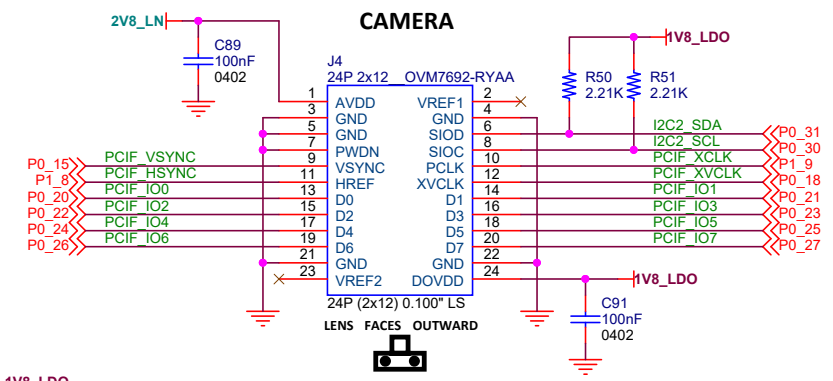 CAMERA
2V8_LN
C89
100nF
0402
1V8_LDO
R50
2.21K
R51
2.21K
J4
24P 2x12__OVM7692-RYAA
1 AVDD VREF1 2
3 GND GND 4
5 GND SIOD 6 I2C2_SDA P0_31
7 PWDN SIOC 8 I2C2_SCL P0_30
P0_15 PCIF_VSYNC 9 VSYNC PCLK 10 PCIF_XCLK P1_9
P1_8 PCIF_HSYNC 11 HREF XVCLK 12 PCIF_XVCLK P0_18
P0_20 PCIF_IO0 13 D0 D1 14 PCIF_IO1 P0_21
P0_22 PCIF_IO2 15 D2 D3 16 PCIF_IO3 P0_23
P0_24 PCIF_IO4 17 D4 D5 18 PCIF_IO5 P0_25
P0_26 PCIF_IO6 19 D6 D7 20 PCIF_IO7 P0_27
21 GND GND 22
23 VREF2 DOVDD 24 1V8_LDO
24P (2x12) 0.100" LS
C91
100nF
0402
LENS FACES OUTWARD
1V8_LDO